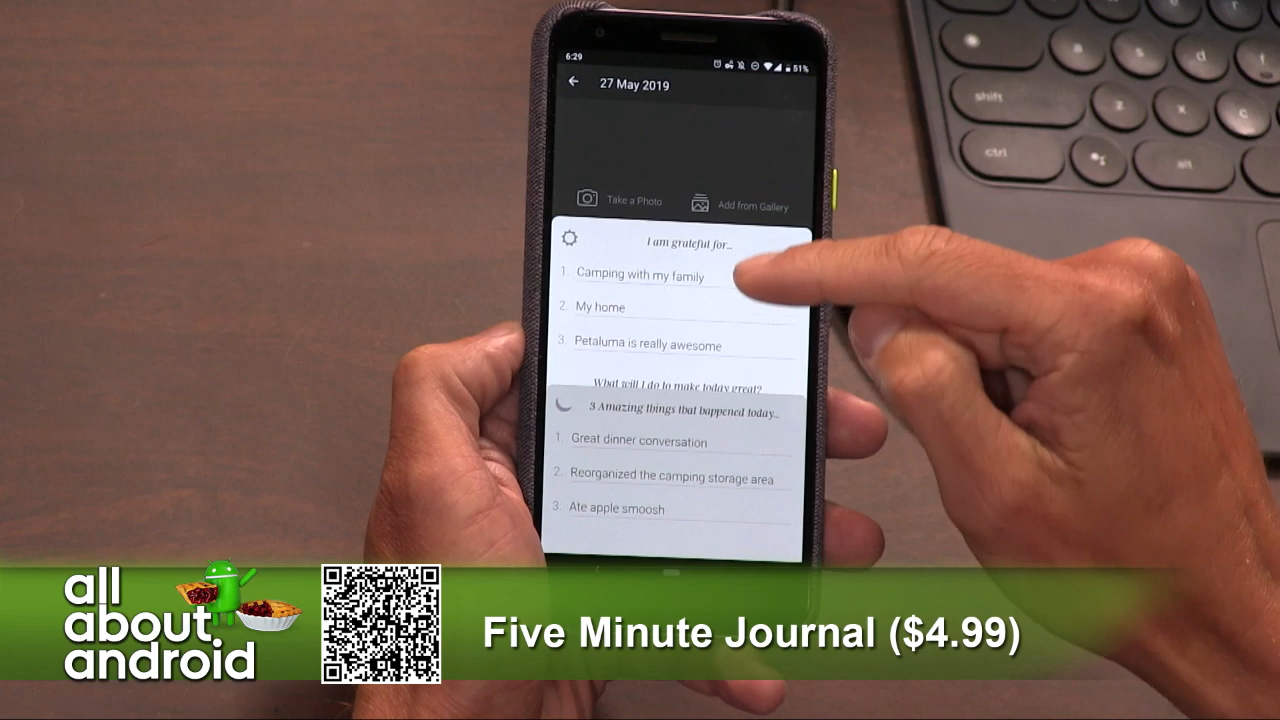 6:29
51%
27 May 2019
Take a Photo
Add from Gallery
I am grateful for...
1. Camping with my family
2. My home
3. Petaluma is really awesome
What will I do to make today great?
3 Amazing things that happened today...
1. Great dinner conversation
2. Reorganized the camping storage area
3. Ate apple smoosh
a s d f
shift z x c
ctrl alt
all
about
android
Five Minute Journal ($4.99)